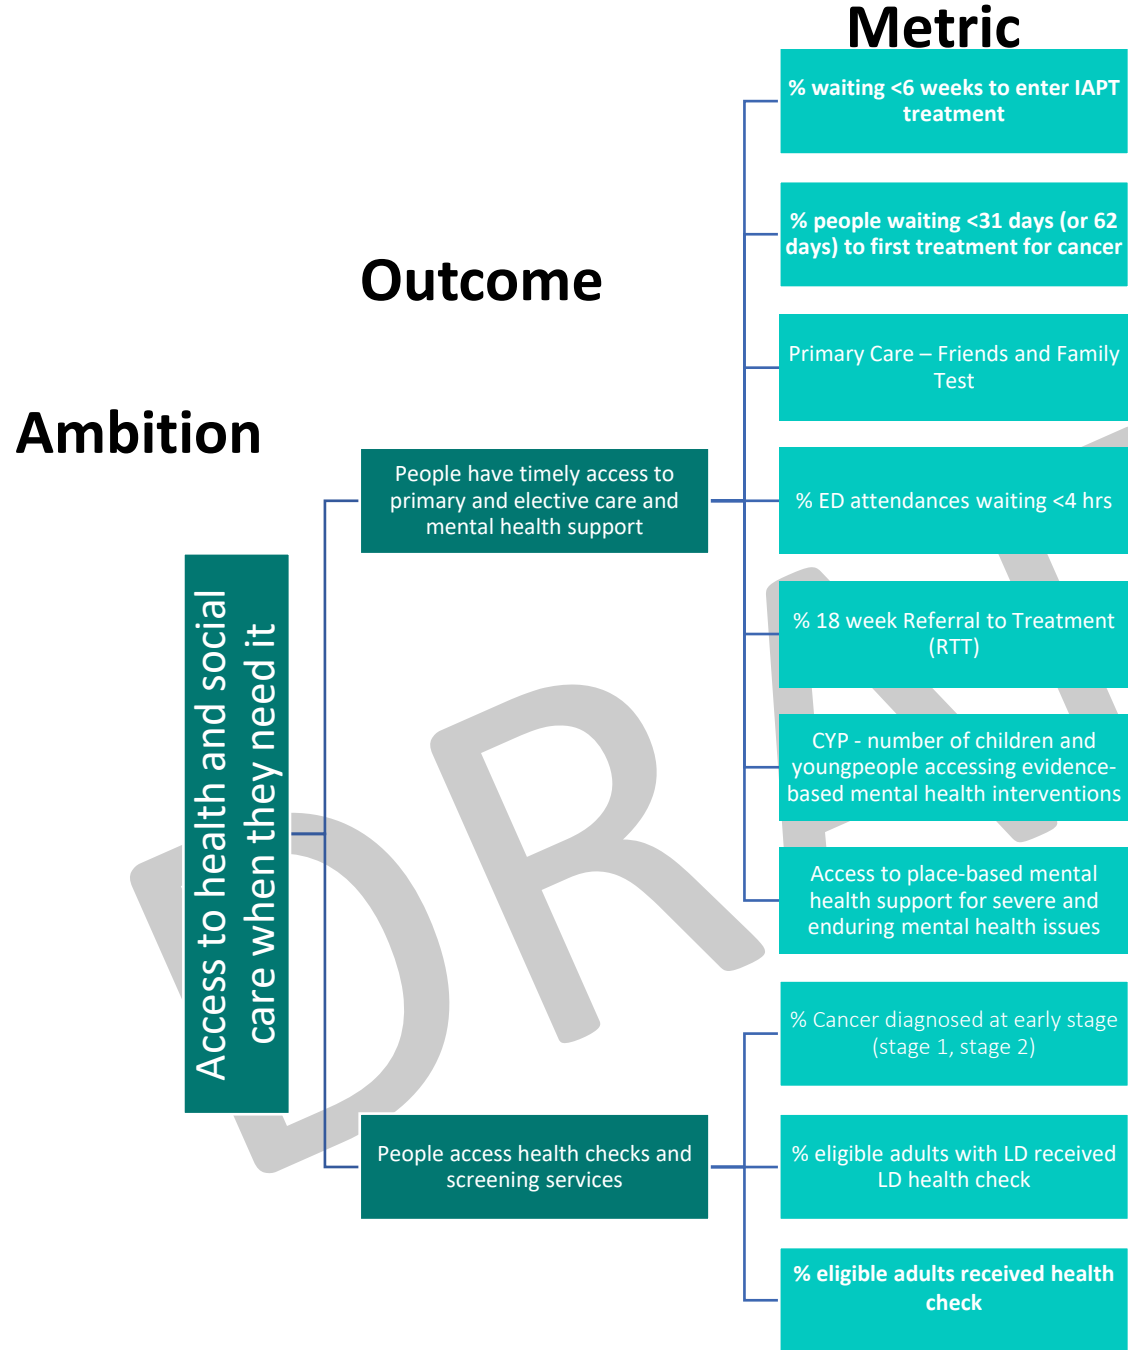 Metric
Outcome
Ambition
Access to health and social
care when they need it
People have timely access to
primary and elective care and
mental health support
People access health checks and
screening services
% waiting <6 weeks to enter IAPT
treatment
% people waiting <31 days (or 62
days) to first treatment for cancer
Primary Care – Friends and Family
Test
% ED attendances waiting <4 hrs
% 18 week Referral to Treatment
(RTT)
CYP - number of children and
youngpeople accessing evidence-
based mental health interventions
Access to place-based mental
health support for severe and
enduring mental health issues
% Cancer diagnosed at early stage
(stage 1, stage 2)
% eligible adults with LD received
LD health check
% eligible adults received health
check